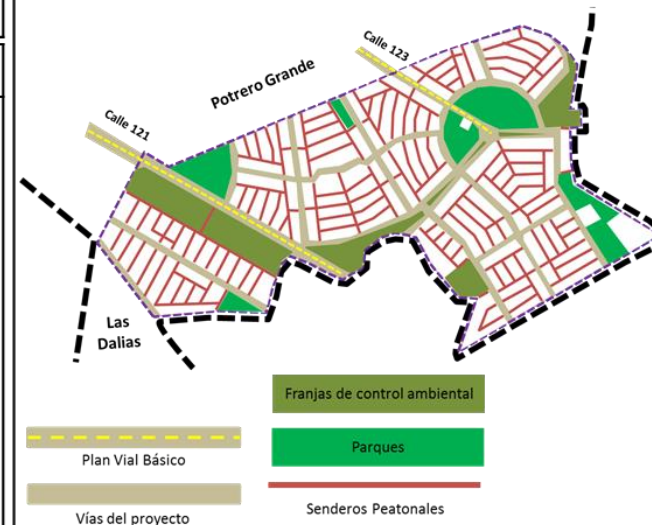 Calle 123
Potrero Grande
Calle 121
Las
Dalias
Franjas de control ambiental
Plan Vial Básico
Parques
Vías del proyecto
Senderos Peatonales